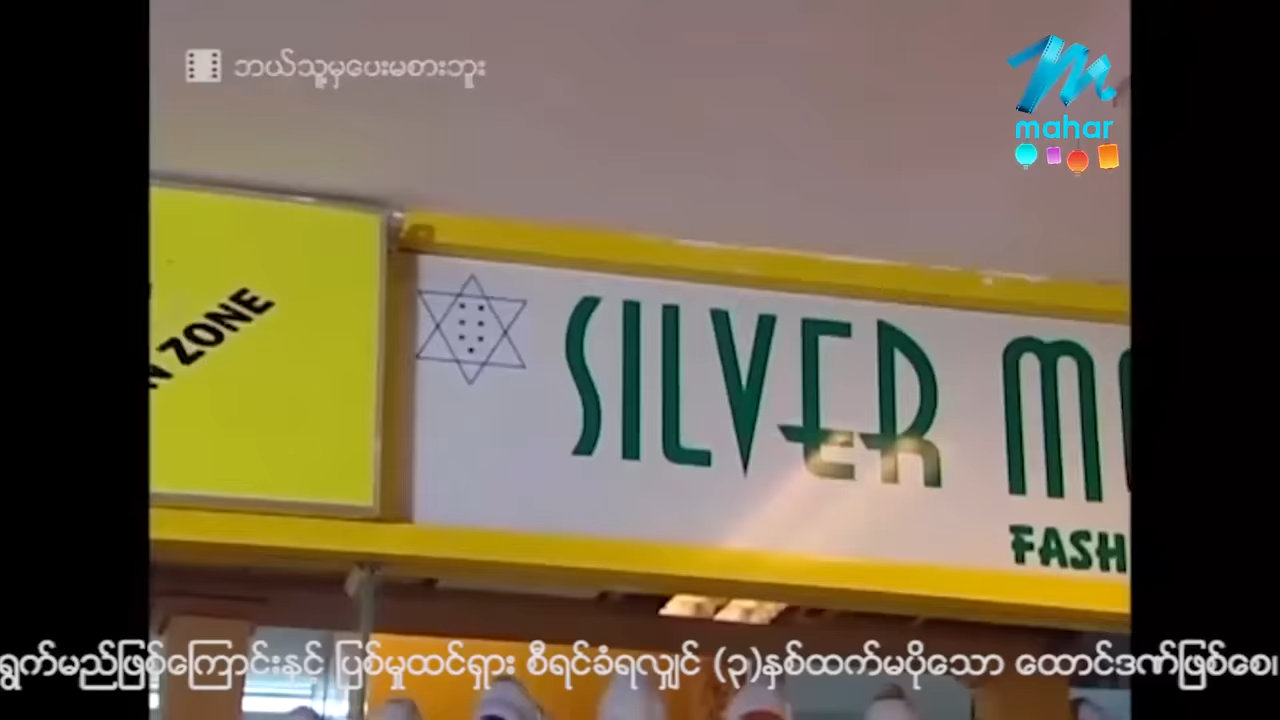 ဘယ်သူ့မှပေးမစားဘူး
mahar
ZONE
SILVER
FASH
ရွက်မည်ဖြစ်ကြောင်းနှင့် ပြစ်မှုထင်ရှား စီရင်ခံရလျှင် (၃)နှစ်ထက်မပိုသော ထောင်ဒဏ်ဖြစ်စေ၊